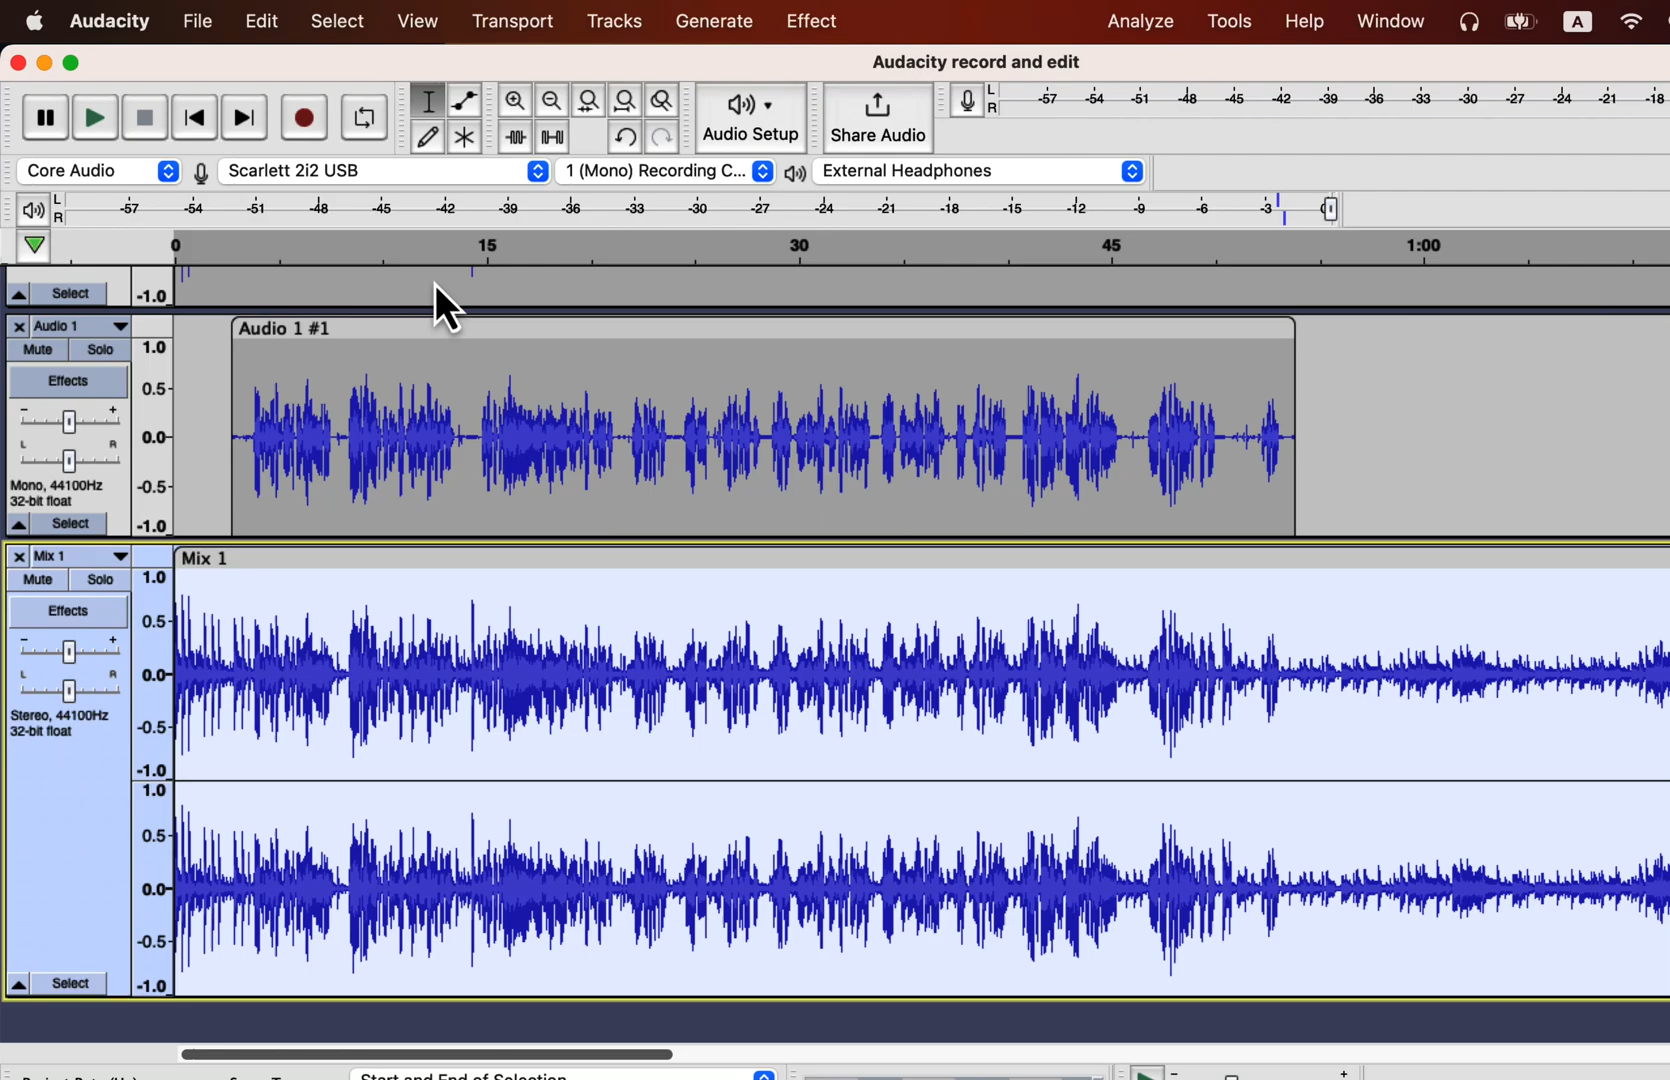 Audacity File Edit Select View Transport Tracks Generate Effect Analyze Tools Help Window A
Audacity record and edit
Audio Setup
Share Audio
L
R
-57 -54 -51 -48 -45 -42 -39 -36 -33 -30 -27 -24 -21 -18
Core Audio Scarlett 2i2 USB 1 (Mono) Recording C... External Headphones
L
R
-57 -54 -51 -48 -45 -42 -39 -36 -33 -30 -27 -24 -21 -18 -15 -12 -9 -6 -3
0 15 30 45 1:00
Select -1.0
Audio 1
Audio 1 #1
Mute Solo 1.0
Effects
0.5
- +
0.0
L R
Mono, 44100Hz
32-bit float
-0.5
Select -1.0
Mix 1
Mix 1
Mute Solo 1.0
Effects
0.5
- +
0.0
L R
Stereo, 44100Hz
32-bit float
-0.5
-1.0
1.0
0.5
0.0
-0.5
Select -1.0
Start and End of Selection
- +